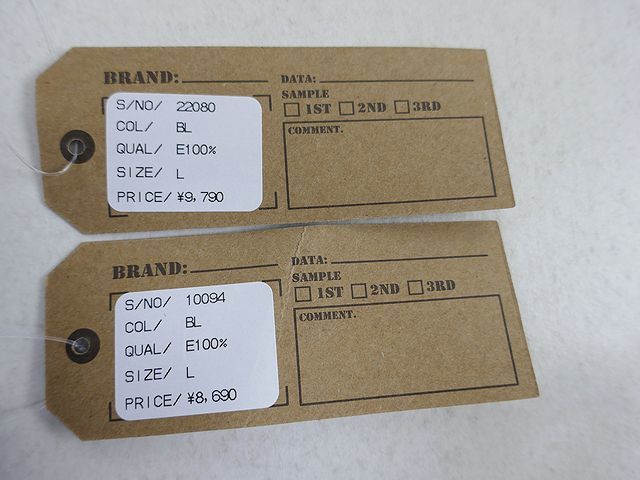 BRAND:
S/NO/ 22080
COL/ BL
QUAL/ E100%
SIZE/ L
PRICE/ ¥9,790
DATA:
SAMPLE
1ST 2ND 3RD
COMMENT.
BRAND:
S/NO/ 10094
COL/ BL
QUAL/ E100%
SIZE/ L
PRICE/ ¥8,690
DATA:
SAMPLE
1ST 2ND 3RD
COMMENT.